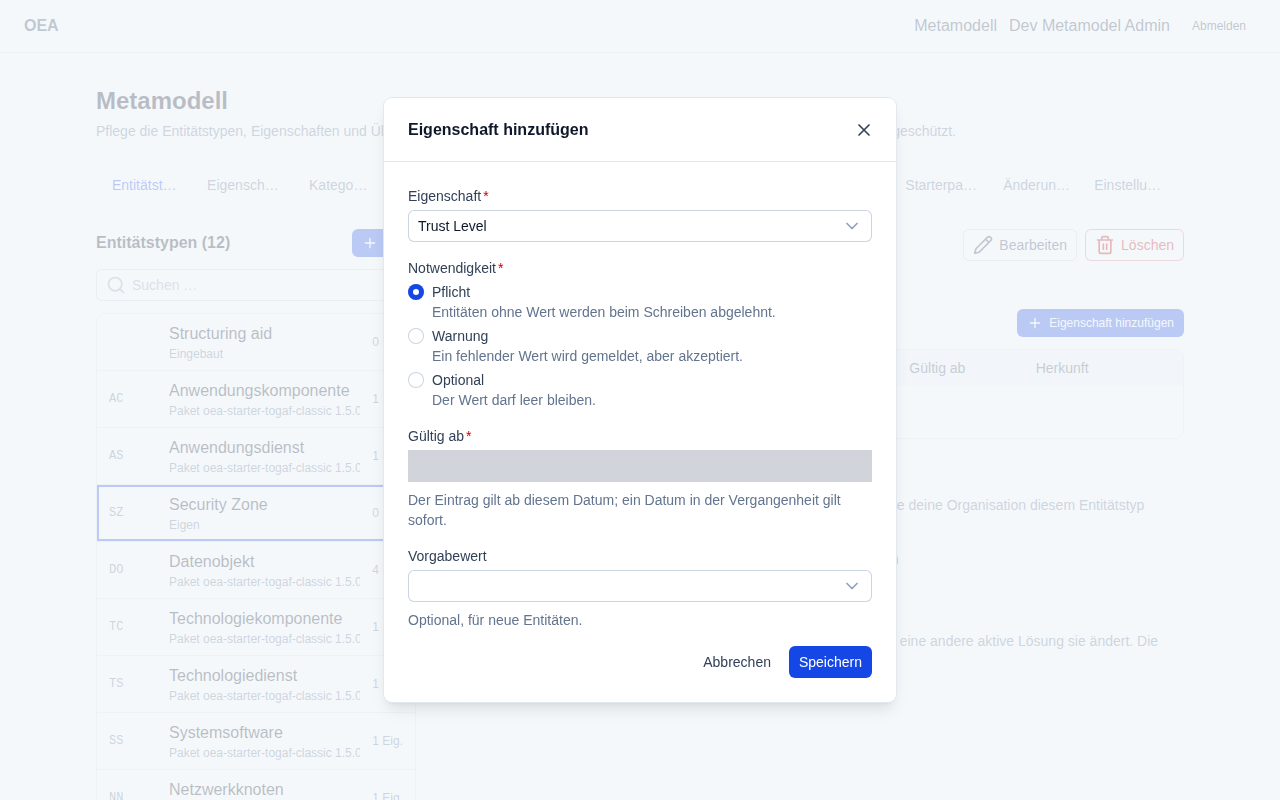 OEA
Metamodell
Dev Metamodel Admin
Abmelden
Metamodell
Pflege die Entitätstypen, Eigenschaften und Ü
geschützt.
Entitätst…
Eigensch…
Katego…
Starterpa…
Änderun…
Einstellu…
Entitätstypen (12)
Bearbeiten
Löschen
Suchen …
Eigenschaft hinzufügen
Gültig ab
Herkunft
Structuring aid
Eingebaut
0
AC
Anwendungskomponente
Paket oea-starter-togaf-classic 1.5.0
1
AS
Anwendungsdienst
Paket oea-starter-togaf-classic 1.5.0
1
SZ
Security Zone
Eigen
0
DO
Datenobjekt
Paket oea-starter-togaf-classic 1.5.0
4
TC
Technologiekomponente
Paket oea-starter-togaf-classic 1.5.0
1
TS
Technologiedienst
Paket oea-starter-togaf-classic 1.5.0
1
SS
Systemsoftware
Paket oea-starter-togaf-classic 1.5.0
1 Eig.
NN
Netzwerkknoten
1 Eig.
deine Organisation diesem Entitätstyp
eine andere aktive Lösung sie ändert. Die
Eigenschaft hinzufügen
Eigenschaft*
Trust Level
Notwendigkeit*
Pflicht
Entitäten ohne Wert werden beim Schreiben abgelehnt.
Warnung
Ein fehlender Wert wird gemeldet, aber akzeptiert.
Optional
Der Wert darf leer bleiben.
Gültig ab*
Der Eintrag gilt ab diesem Datum; ein Datum in der Vergangenheit gilt
sofort.
Vorgabewert
Optional, für neue Entitäten.
Abbrechen
Speichern